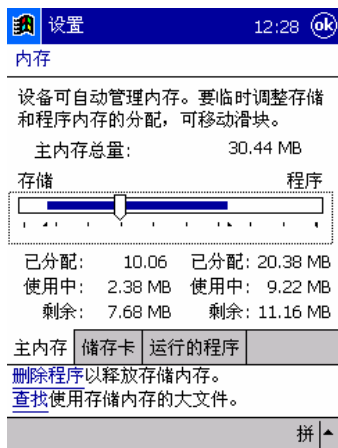 设置 12:28 ok
内存
设备可自动管理内存。要临时调整存储
和程序内存的分配，可移动滑块。
主内存总量: 30.44 MB
存储 程序
已分配: 10.06 已分配: 20.38 MB
使用中: 2.38 MB 使用中: 9.22 MB
剩余: 7.68 MB 剩余: 11.16 MB
主内存 储存卡 运行的程序
删除程序以释放存储内存。
查找使用存储内存的大文件。
拼